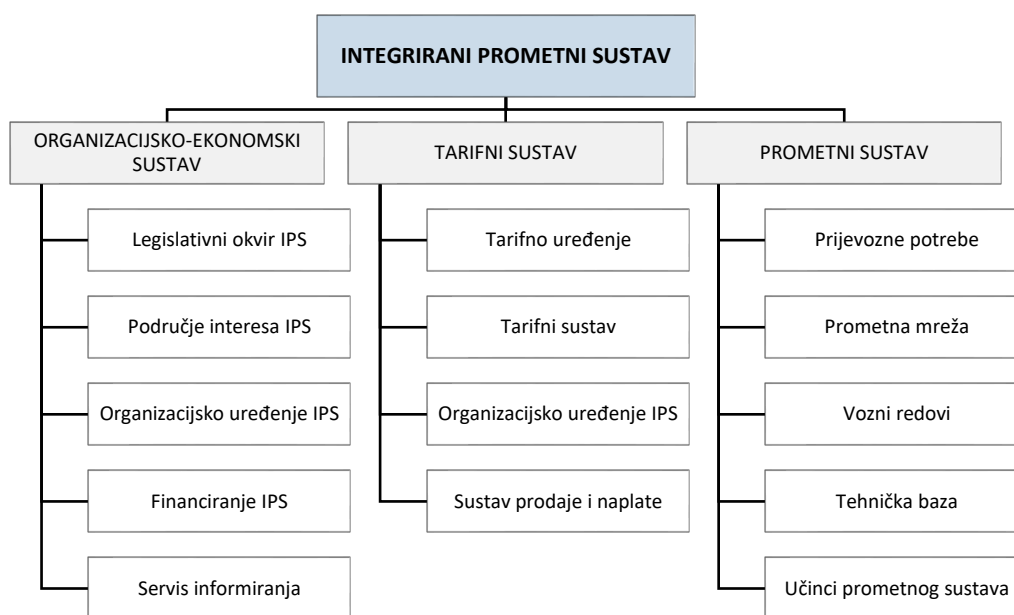 INTEGRIRANI PROMETNI SUSTAV
ORGANIZACIJSKO-EKONOMSKI
SUSTAV
Legislativni okvir IPS
Područje interesa IPS
Organizacijsko uređenje IPS
Financiranje IPS
Servis informiranja
TARIFNI SUSTAV
Tarifno uređenje
Tarifni sustav
Organizacijsko uređenje IPS
Sustav prodaje i naplate
PROMETNI SUSTAV
Prijevozne potrebe
Prometna mreža
Vozni redovi
Tehnička baza
Učinci prometnog sustava